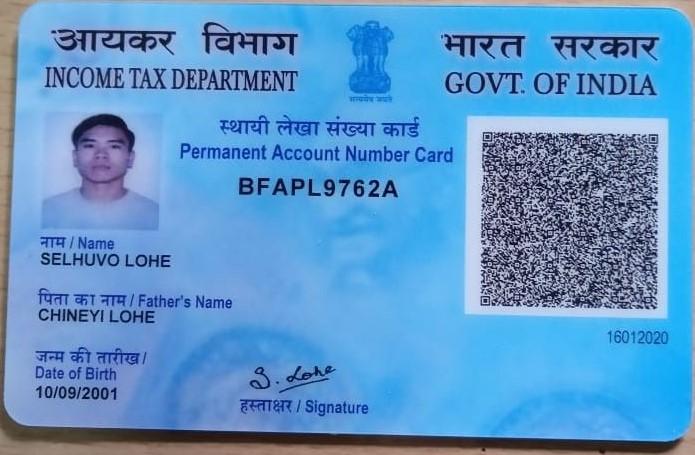 आयकर विभाग
INCOME TAX DEPARTMENT
सत्यमेव जयते
भारत सरकार
GOVT. OF INDIA
स्थायी लेखा संख्या कार्ड
Permanent Account Number Card
BFAPL9762A
नाम / Name
SELHUVO LOHE
पिता का नाम / Father's Name
CHINEYI LOHE
16012020
जन्म की तारीख /
Date of Birth
10/09/2001
S. Lohe
हस्ताक्षर / Signature